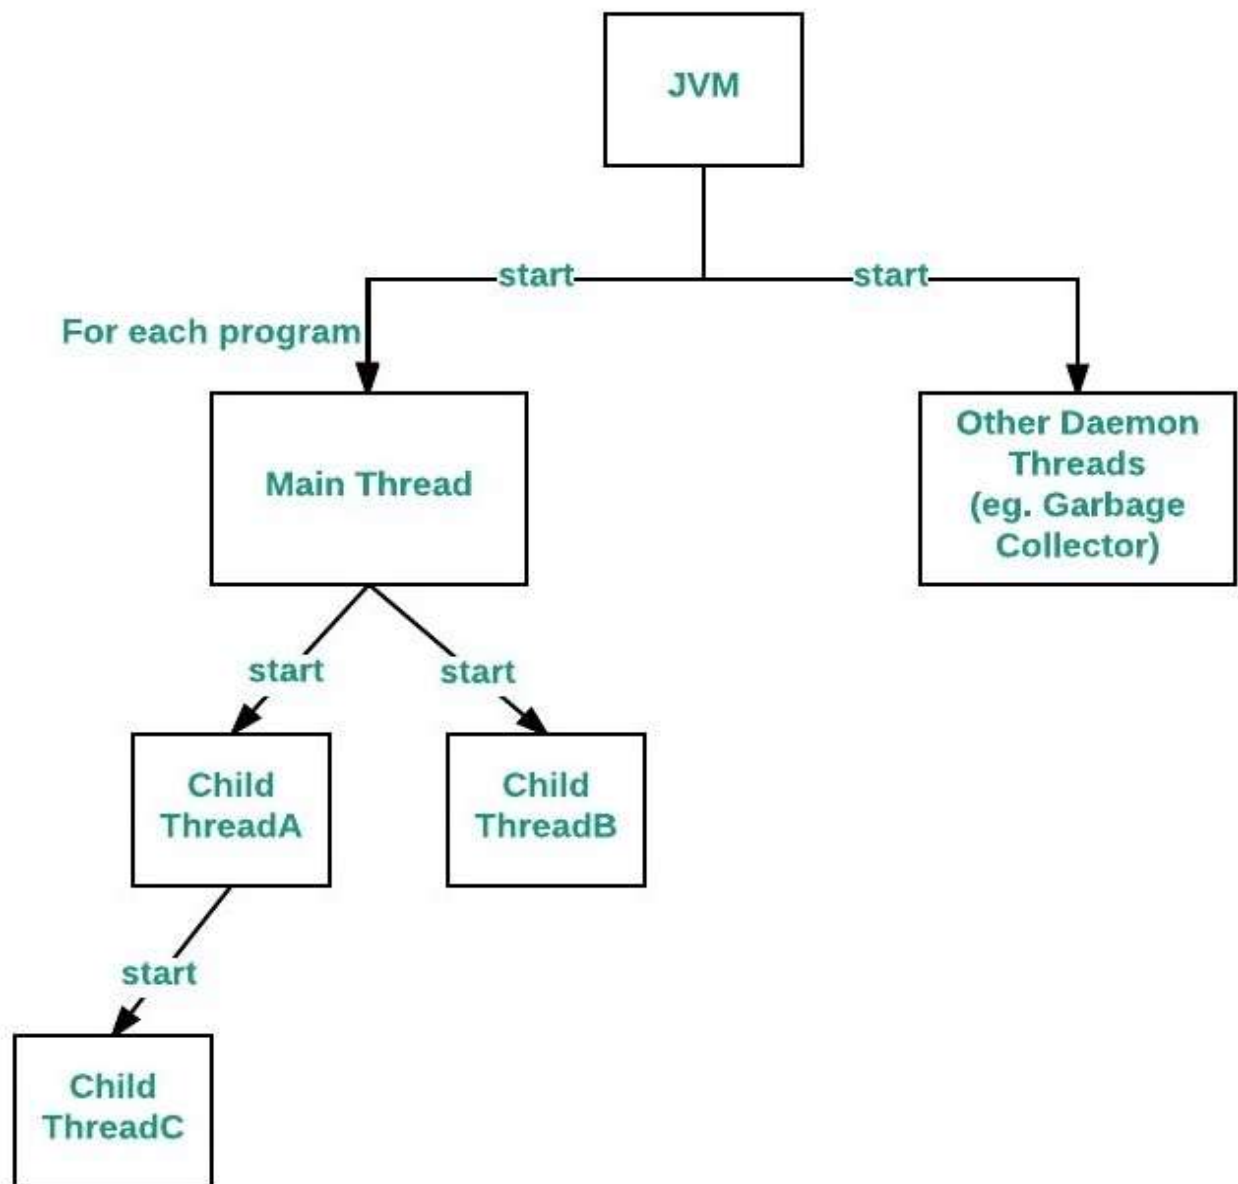 JVM
start
start
For each program
Main Thread
Other Daemon
Threads
(eg. Garbage
Collector)
start
start
Child
ThreadA
Child
ThreadB
start
Child
ThreadC